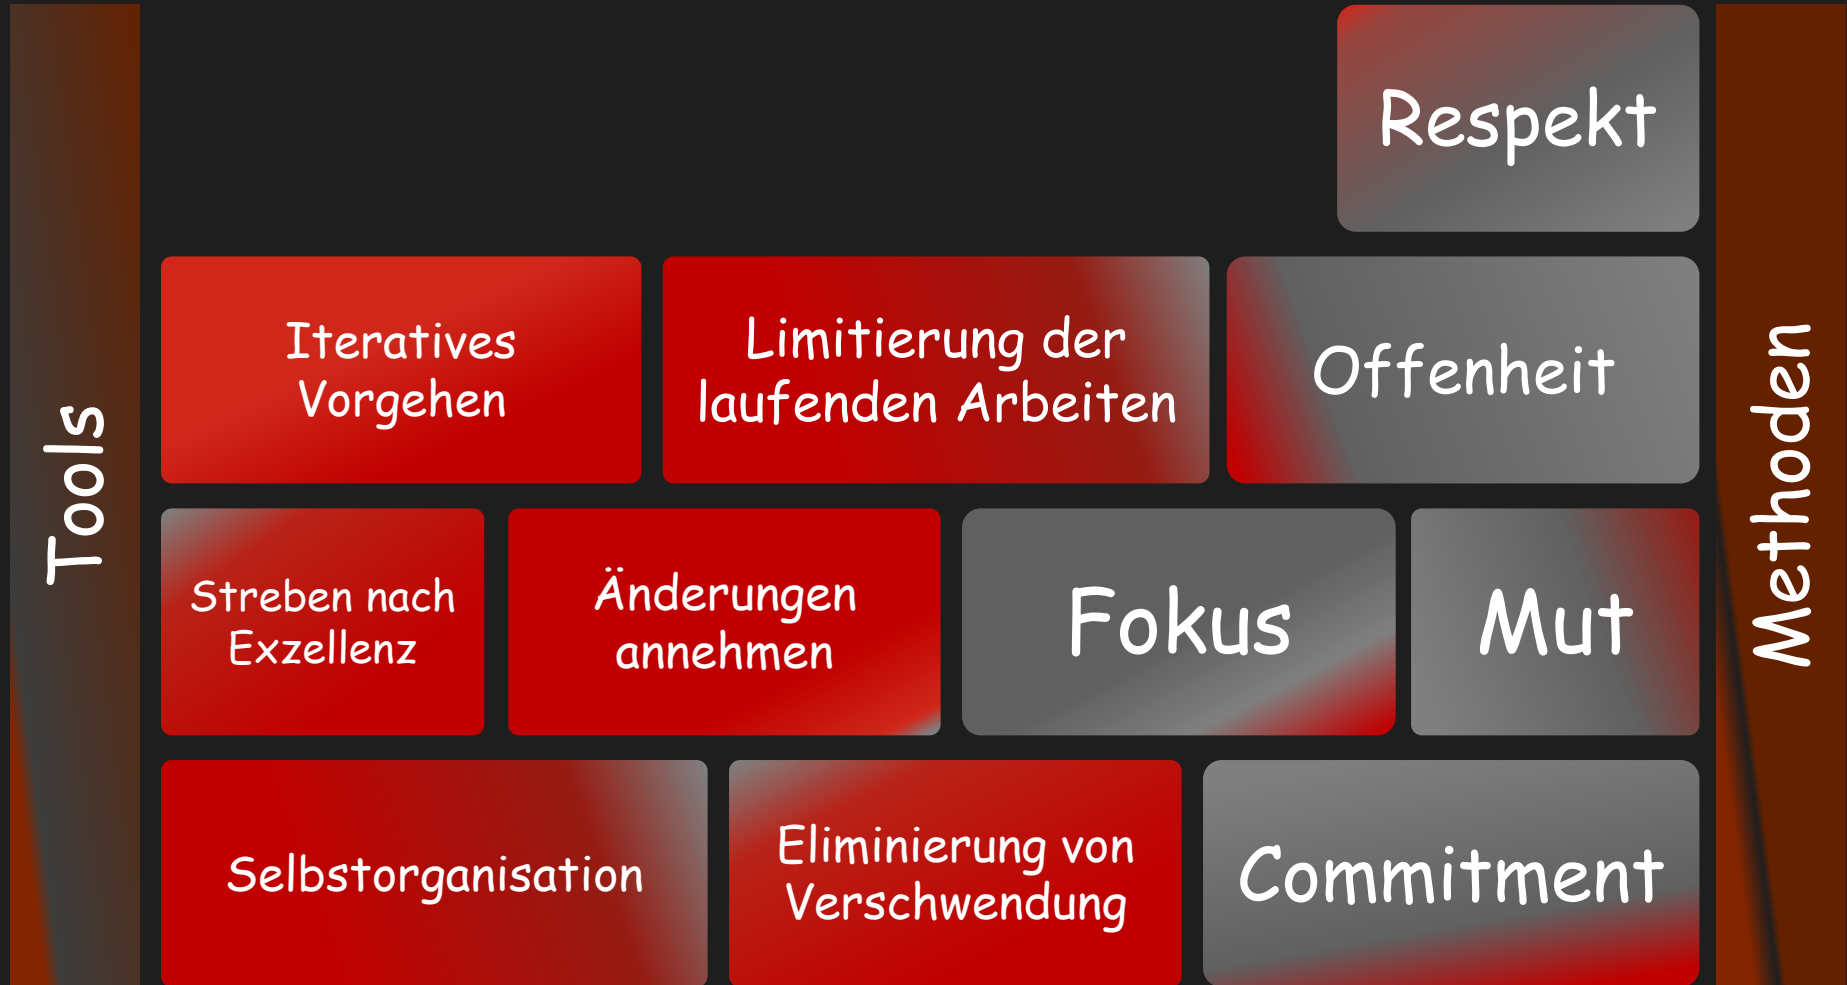 Tools
Respekt
Iteratives
Vorgehen
Limitierung der
laufenden Arbeiten
Offenheit
Streben nach
Exzellenz
Änderungen
annehmen
Fokus
Mut
Selbstorganisation
Eliminierung von
Verschwendung
Commitment
Methoden